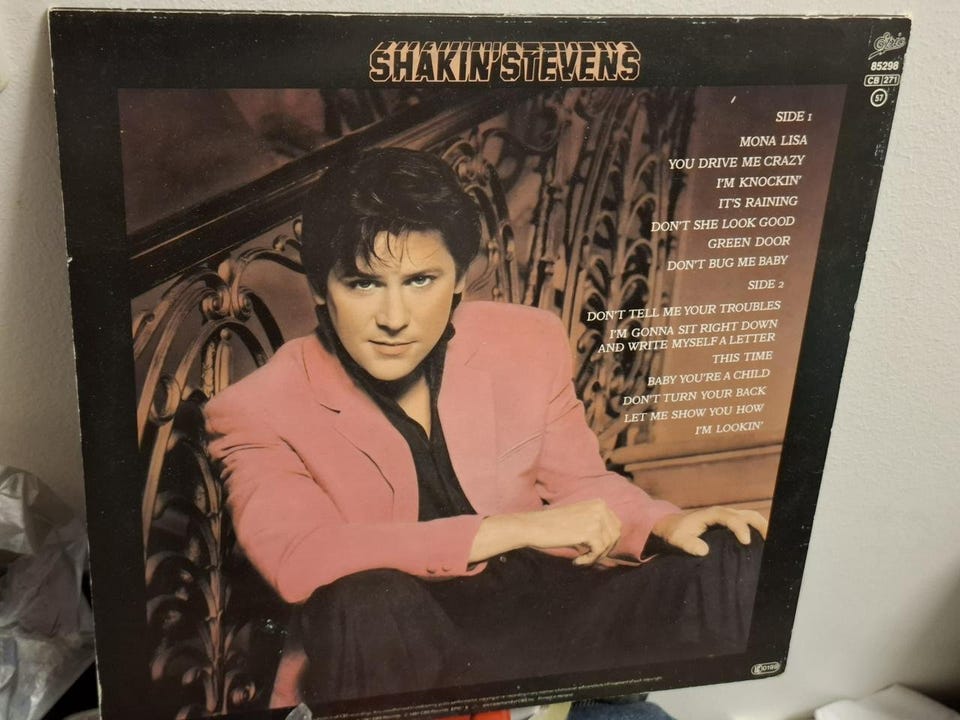 SHAKIN' STEVENS
Epic
85298
CB 271
57
SIDE 1
MONA LISA
YOU DRIVE ME CRAZY
I'M KNOCKIN'
IT'S RAINING
DON'T SHE LOOK GOOD
GREEN DOOR
DON'T BUG ME BABY
SIDE 2
DON'T TELL ME YOUR TROUBLES
I'M GONNA SIT RIGHT DOWN
AND WRITE MYSELF A LETTER
THIS TIME
BABY YOU'RE A CHILD
DON'T TURN YOUR BACK
LET ME SHOW YOU HOW
I'M LOOKIN'